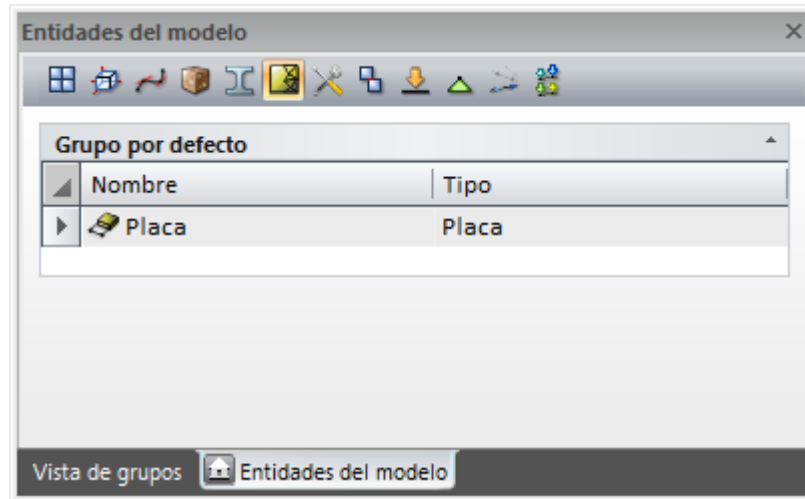 Entidades del modelo
Grupo por defecto
Nombre Tipo
Placa Placa
Vista de grupos Entidades del modelo